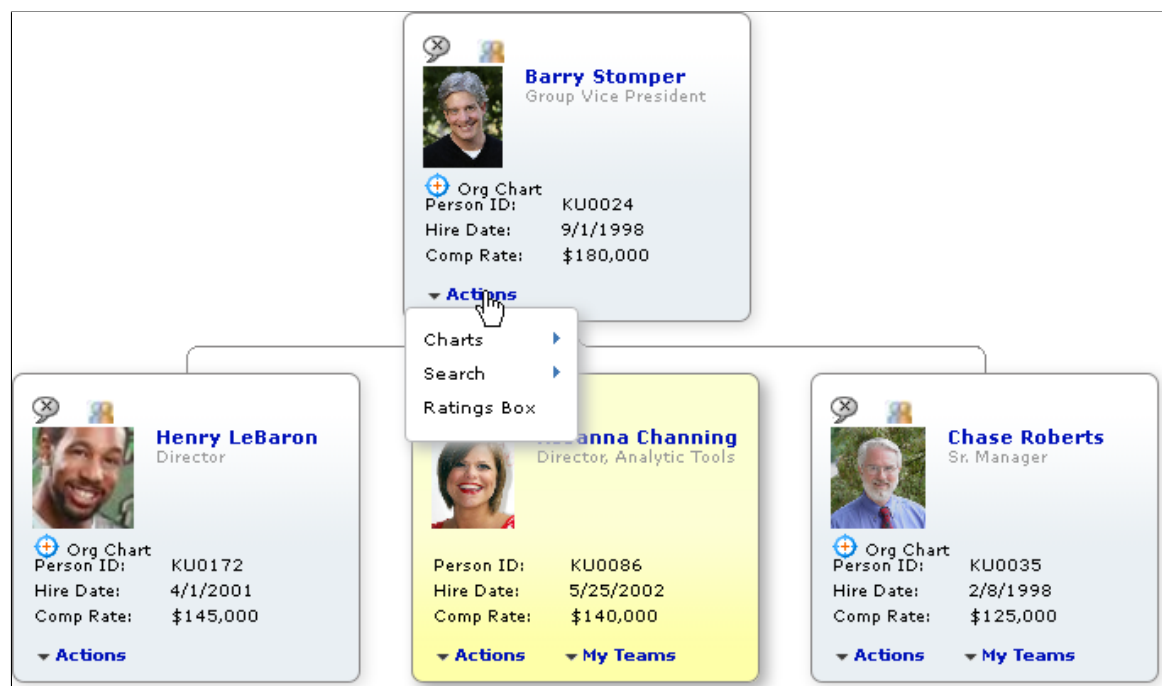 Barry Stomper
Group Vice President
Org Chart
Person ID: KU0024
Hire Date: 9/1/1998
Comp Rate: $180,000
Actions
Charts
Search
Ratings Box
Henry LeBaron
Director
Org Chart
Person ID: KU0172
Hire Date: 4/1/2001
Comp Rate: $145,000
Actions
Channing
Director, Analytic Tools
Person ID: KU0086
Hire Date: 5/25/2002
Comp Rate: $140,000
Actions My Teams
Chase Roberts
Sr. Manager
Org Chart
Person ID: KU0035
Hire Date: 2/8/1998
Comp Rate: $125,000
Actions My Teams